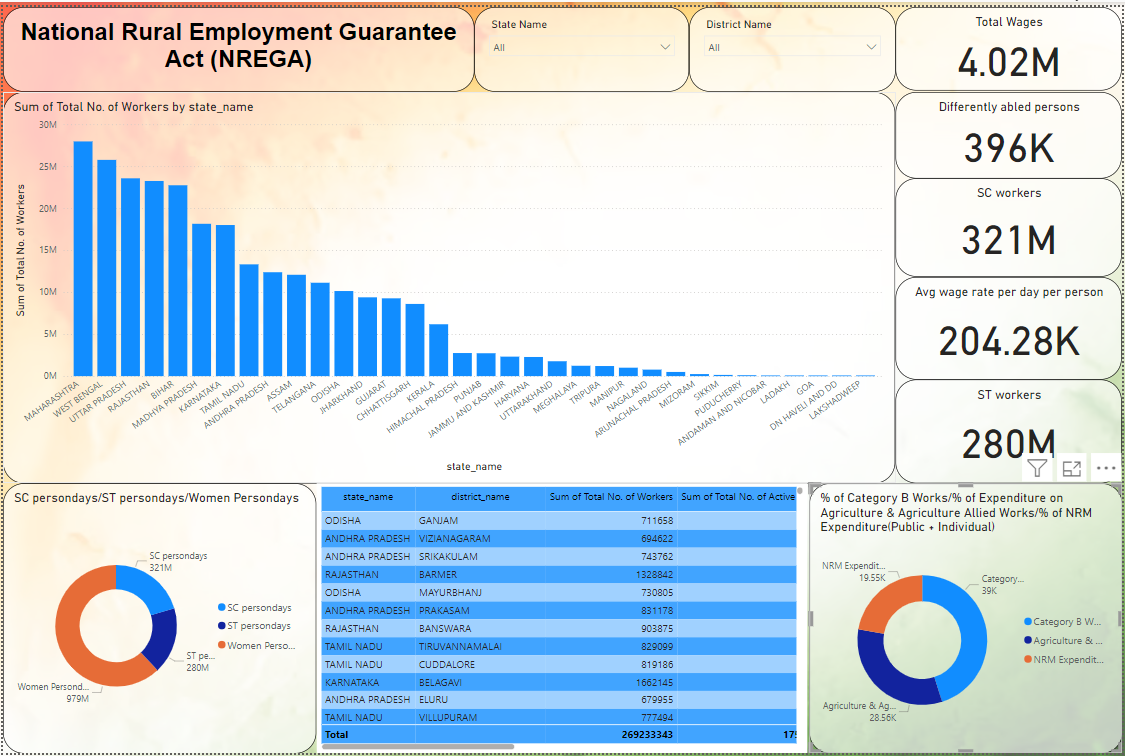 National Rural Employment Guarantee
Act (NREGA)
State Name
All
District Name
All
Total Wages
4.02M
Differently abled persons
396K
SC workers
321M
Avg wage rate per day per person
204.28K
ST workers
280M
Sum of Total No. of Workers by state_name
Sum of Total No. of Workers
30M
25M
20M
15M
10M
5M
0M
MAHARASHTRA
WEST BENGAL
UTTAR PRADESH
RAJASTHAN
BIHAR
MADHYA PRADESH
KARNATAKA
TAMIL NADU
ANDHRA PRADESH
ASSAM
TELANGANA
ODISHA
JHARKHAND
GUJARAT
CHHATTISGARH
KERALA
HIMACHAL PRADESH
PUNJAB
JAMMU AND KASHMIR
HARYANA
UTTARAKHAND
MEGHALAYA
TRIPURA
MANIPUR
NAGALAND
ARUNACHAL PRADESH
MIZORAM
SIKKIM
PUDUCHERRY
ANDAMAN AND NICOBAR
LADAKH
GOA
DN HAVELI AND DD
LAKSHADWEEP
state_name
SC persondays/ST persondays/Women Persondays
SC persondays
321M
ST pe...
280M
Women Persond...
979M
SC persondays
ST persondays
Women Perso...
state_name district_name Sum of Total No. of Workers Sum of Total No. of Active
ODISHA GANJAM 711658
ANDHRA PRADESH VIZIANAGARAM 694622
ANDHRA PRADESH SRIKAKULAM 743762
RAJASTHAN BARMER 1328842
ODISHA MAYURBHANJ 730805
ANDHRA PRADESH PRAKASAM 831178
RAJASTHAN BANSWARA 903875
TAMIL NADU TIRUVANNAMALAI 829099
TAMIL NADU CUDDALORE 819186
KARNATAKA BELAGAVI 1662145
ANDHRA PRADESH ELURU 679955
TAMIL NADU VILLUPURAM 777494
Total 269233343
% of Category B Works/% of Expenditure on
Agriculture & Agriculture Allied Works/% of NRM
Expenditure(Public + Individual)
NRM Expendit...
19.55K
Category...
39K
Agriculture & Ag...
28.56K
Category B W...
Agriculture & ...
NRM Expendit...